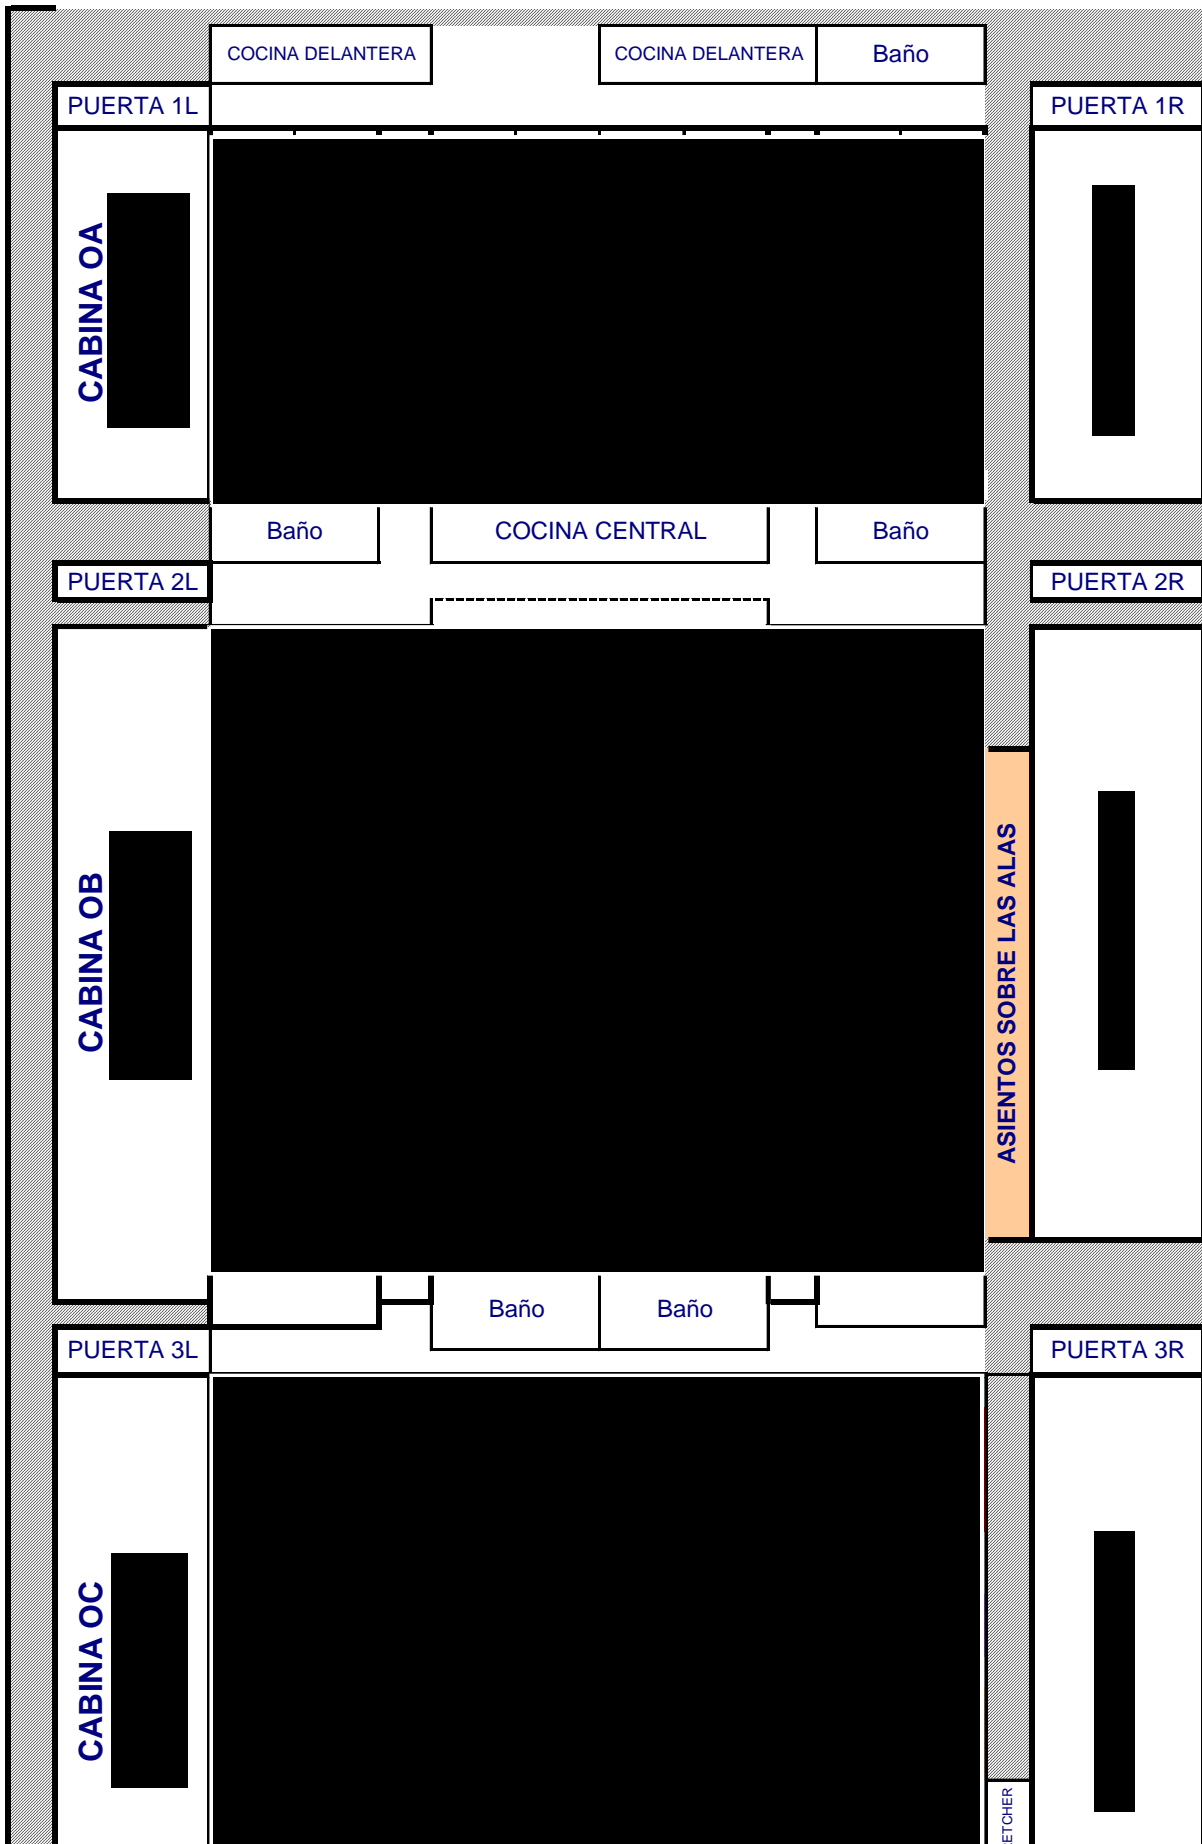 COCINA DELANTERA
COCINA DELANTERA
Baño
PUERTA 1L
PUERTA 1R
CABINA OA
Baño
COCINA CENTRAL
Baño
PUERTA 2L
PUERTA 2R
CABINA OB
ASIENTOS SOBRE LAS ALAS
Baño
Baño
PUERTA 3L
PUERTA 3R
CABINA OC
ETCHER